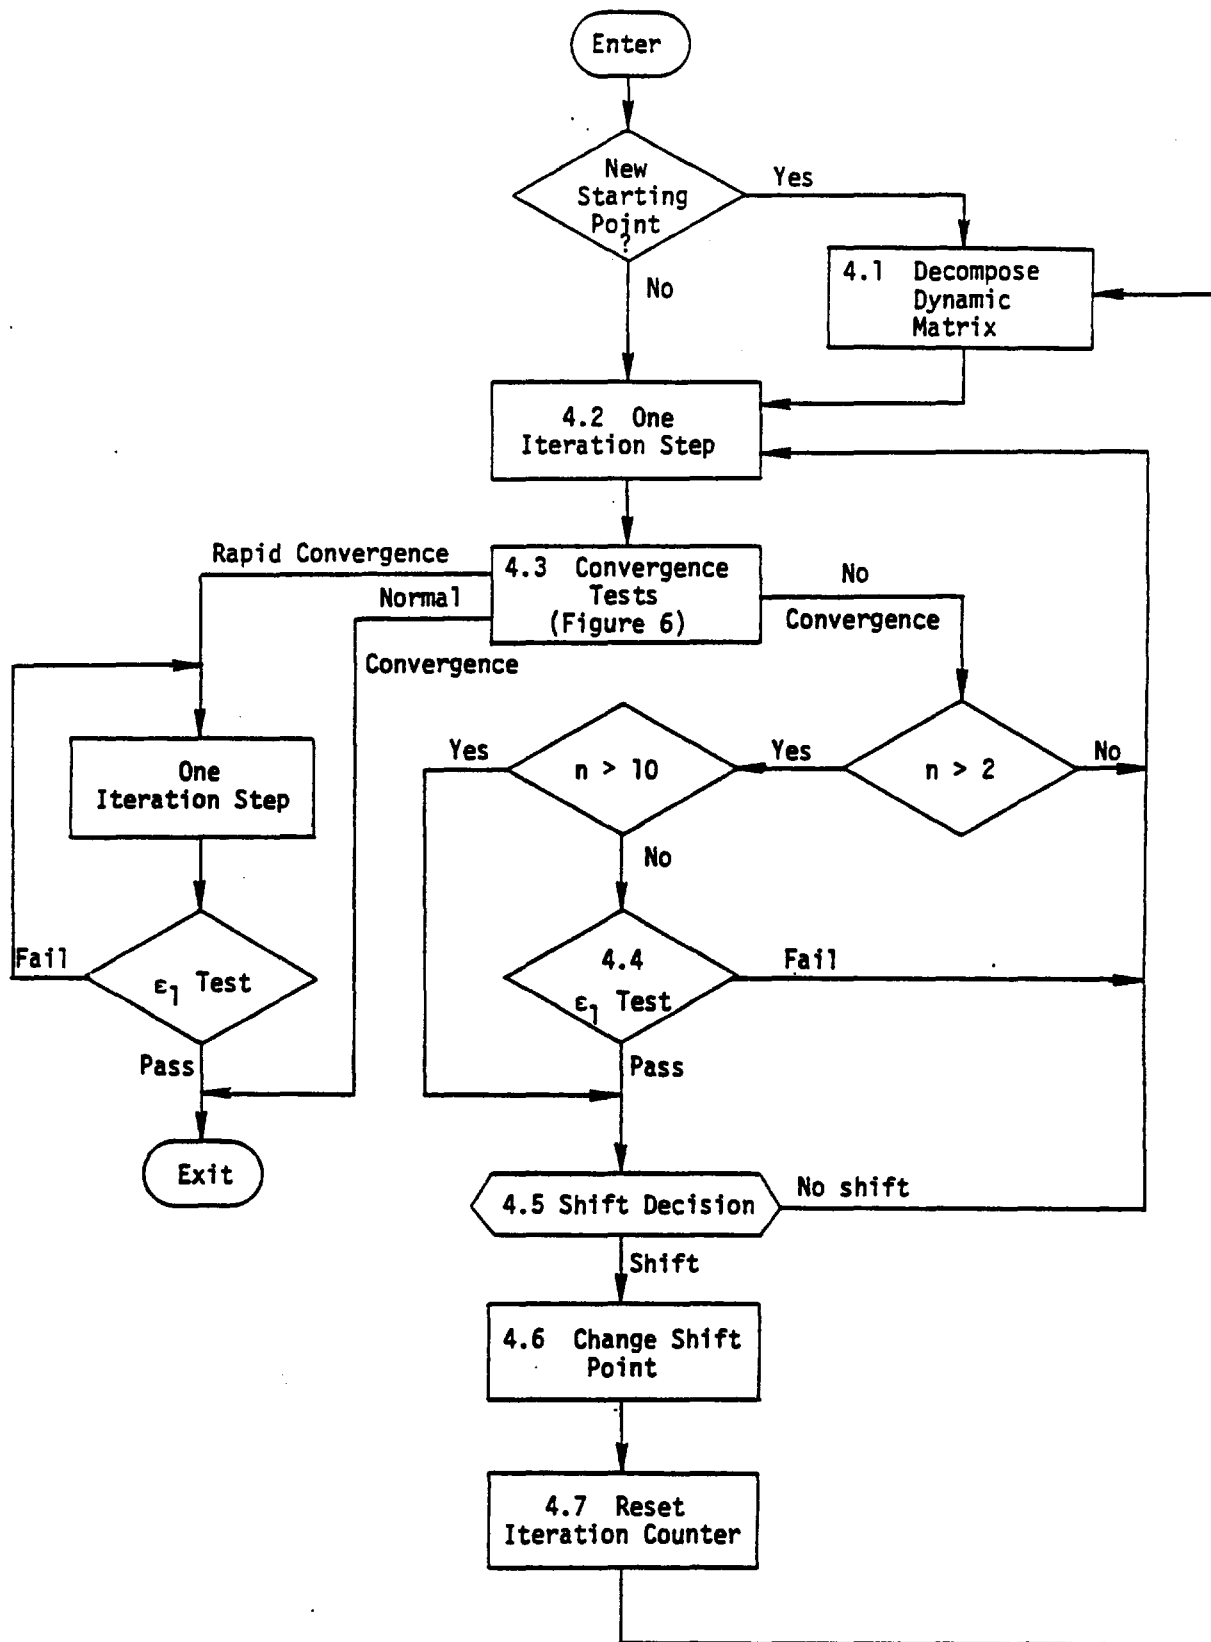 Enter
New
Starting
Point
?
Yes
No
4.1 Decompose
Dynamic
Matrix
4.2 One
Iteration Step
Rapid Convergence
4.3 Convergence
Tests
(Figure 6)
Normal
Convergence
No
Convergence
One
Iteration Step
Yes
n > 10
Yes
n > 2
No
No
Fail
ε1 Test
4.4
ε1 Test
Fail
Pass
Pass
Exit
4.5 Shift Decision
No shift
Shift
4.6 Change Shift
Point
4.7 Reset
Iteration Counter